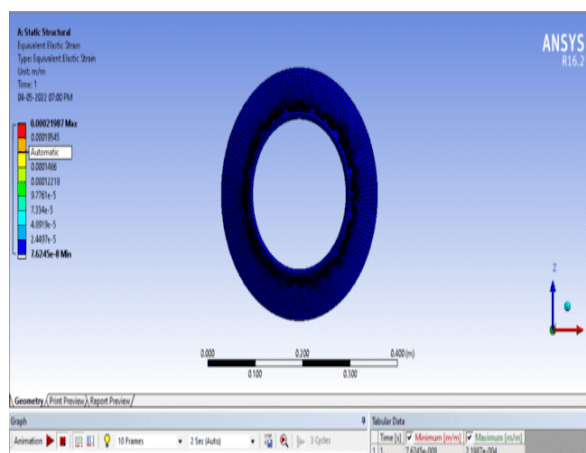 A: Static Structural
Equivalent Elastic Strain
Type: Equivalent Elastic Strain
Unit: m/m
Time: 1
04-05-2022 07:00 PM
ANSYS
R16.2
0.00021987 Max
0.00019545
Automatic
0.0001466
0.00012218
9.7761e-5
7.334e-5
4.8919e-5
2.4497e-5
7.6245e-8 Min
Z
0.000
0.200
0.400 (m)
0.100
0.300
Geometry Print Preview Report Preview
Graph
Tabular Data
Animation
10 Frames
2 Sec (Auto)
3 Cycles
Time [s] Minimum [m/m] Maximum [m/m]
1 1. 7.6245e-008 2.1987e-004